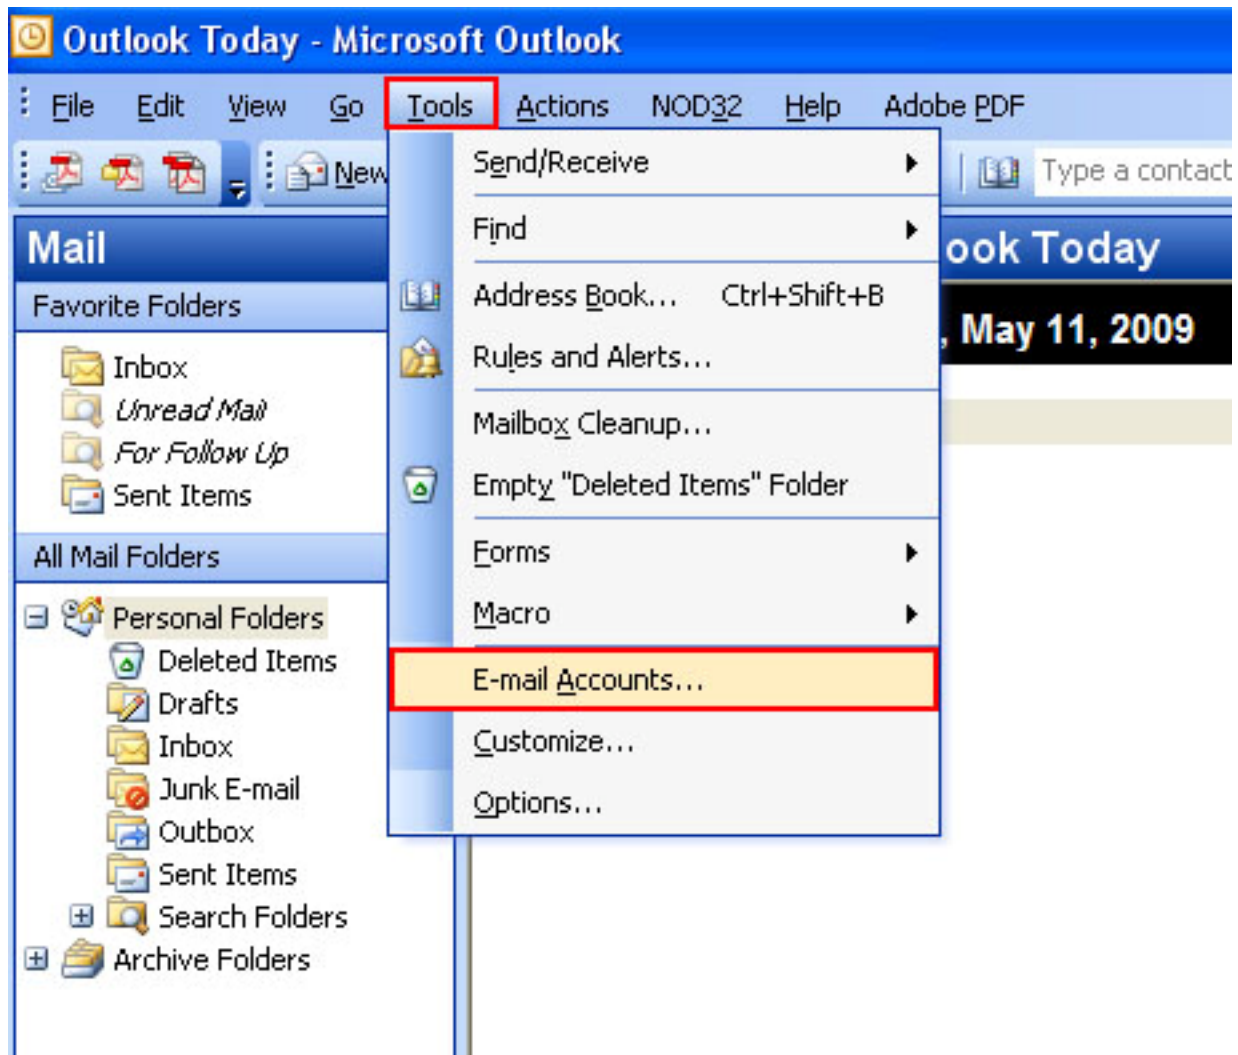 Outlook Today - Microsoft Outlook
File Edit View Go Tools Actions NOD32 Help Adobe PDF
New
Type a contact
Send/Receive
Find
Address Book... Ctrl+Shift+B
Rules and Alerts...
Mailbox Cleanup...
Empty "Deleted Items" Folder
Forms
Macro
E-mail Accounts...
Customize...
Options...
Mail
Favorite Folders
Inbox
Unread Mail
For Follow Up
Sent Items
All Mail Folders
Personal Folders
Deleted Items
Drafts
Inbox
Junk E-mail
Outbox
Sent Items
Search Folders
Archive Folders
ook Today
, May 11, 2009